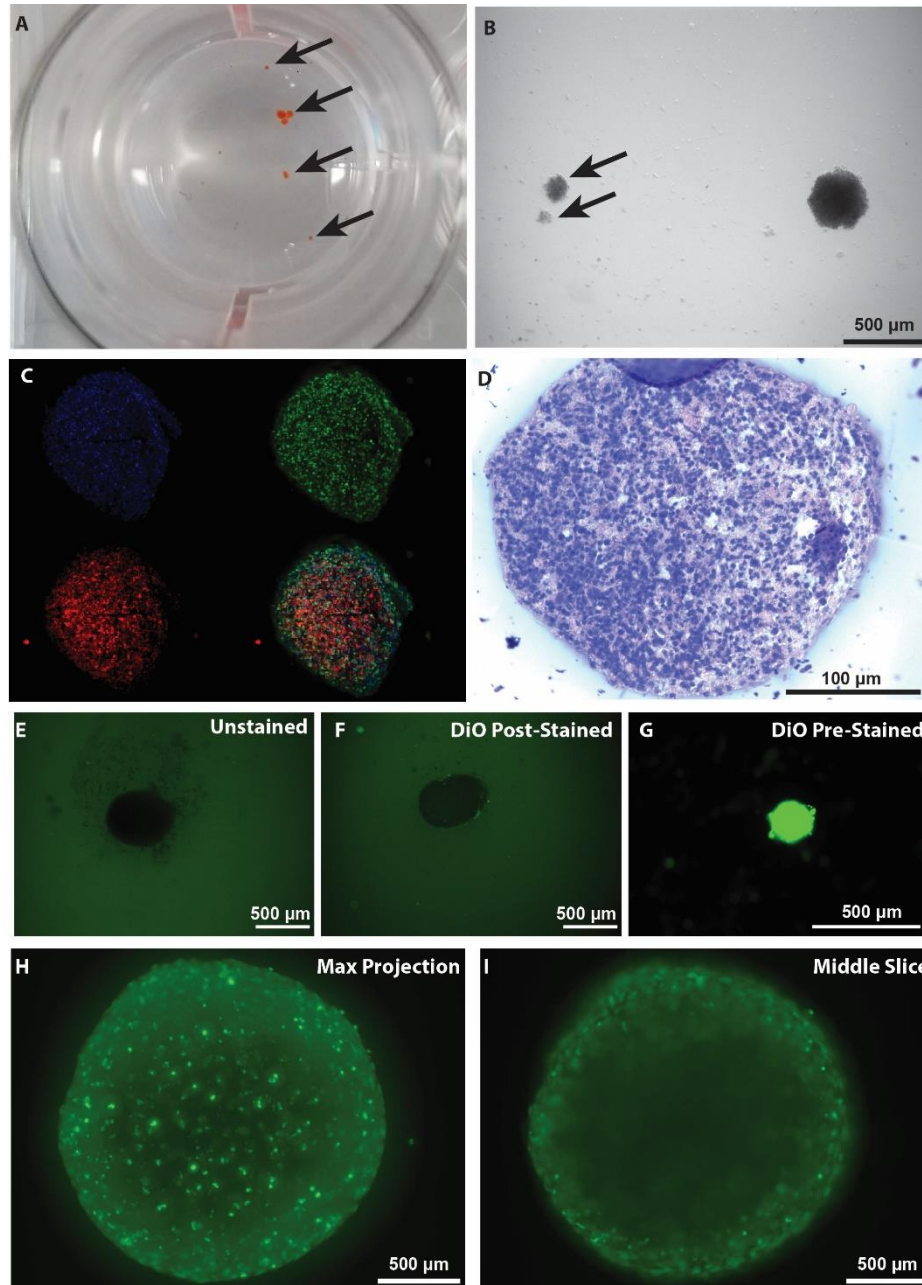 A
B
500 µm
C
D
100 µm
E
Unstained
F
DiO Post-Stained
G
DiO Pre-Stained
500 µm
500 µm
500 µm
H
Max Projection
I
Middle Slice
500 µm
500 µm